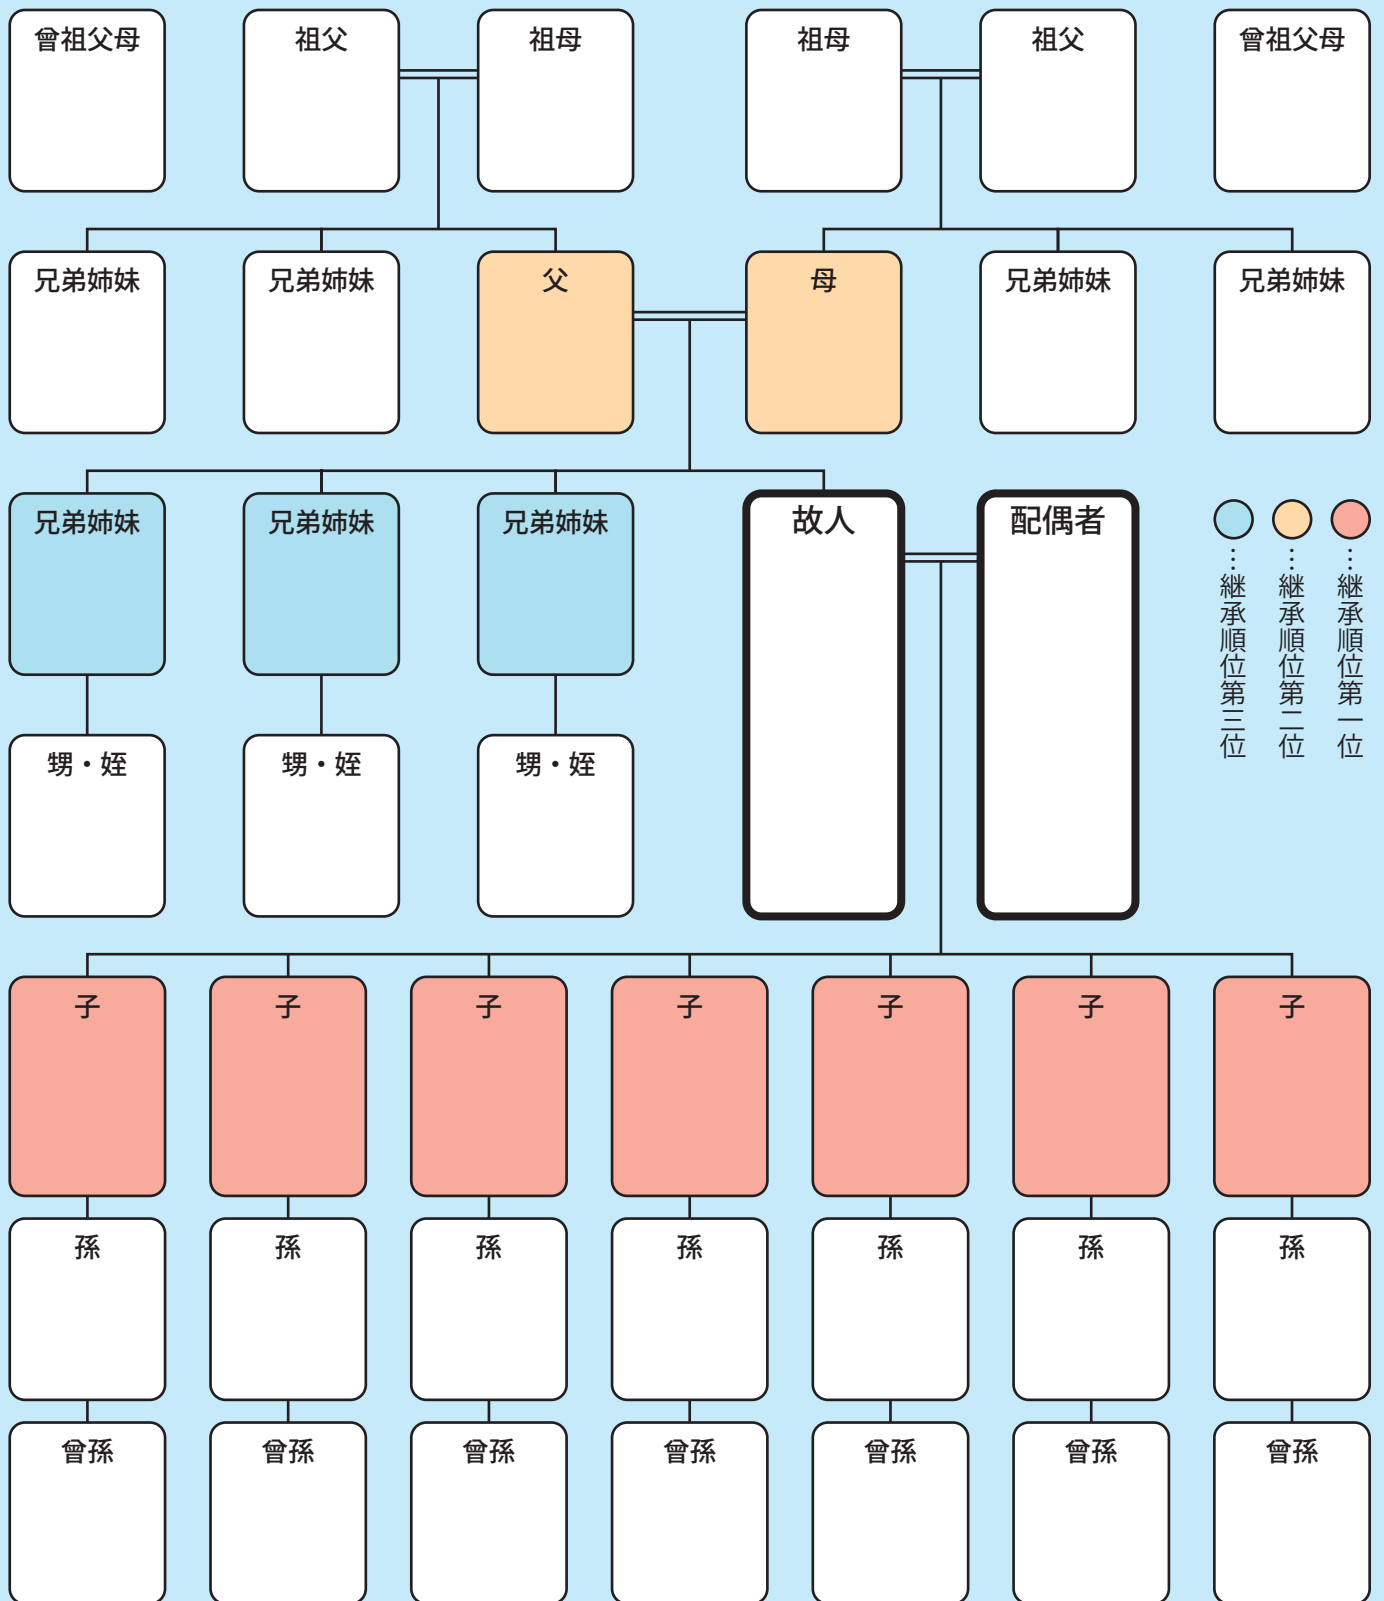 曾祖父母
祖父
祖母
祖母
祖父
曾祖父母
兄弟姉妹
兄弟姉妹
父
母
兄弟姉妹
兄弟姉妹
兄弟姉妹
兄弟姉妹
兄弟姉妹
故人
配偶者
…継承順位第一位
…継承順位第二位
…継承順位第三位
甥・姪
甥・姪
甥・姪
子
子
子
子
子
子
子
孫
孫
孫
孫
孫
孫
孫
曾孫
曾孫
曾孫
曾孫
曾孫
曾孫
曾孫